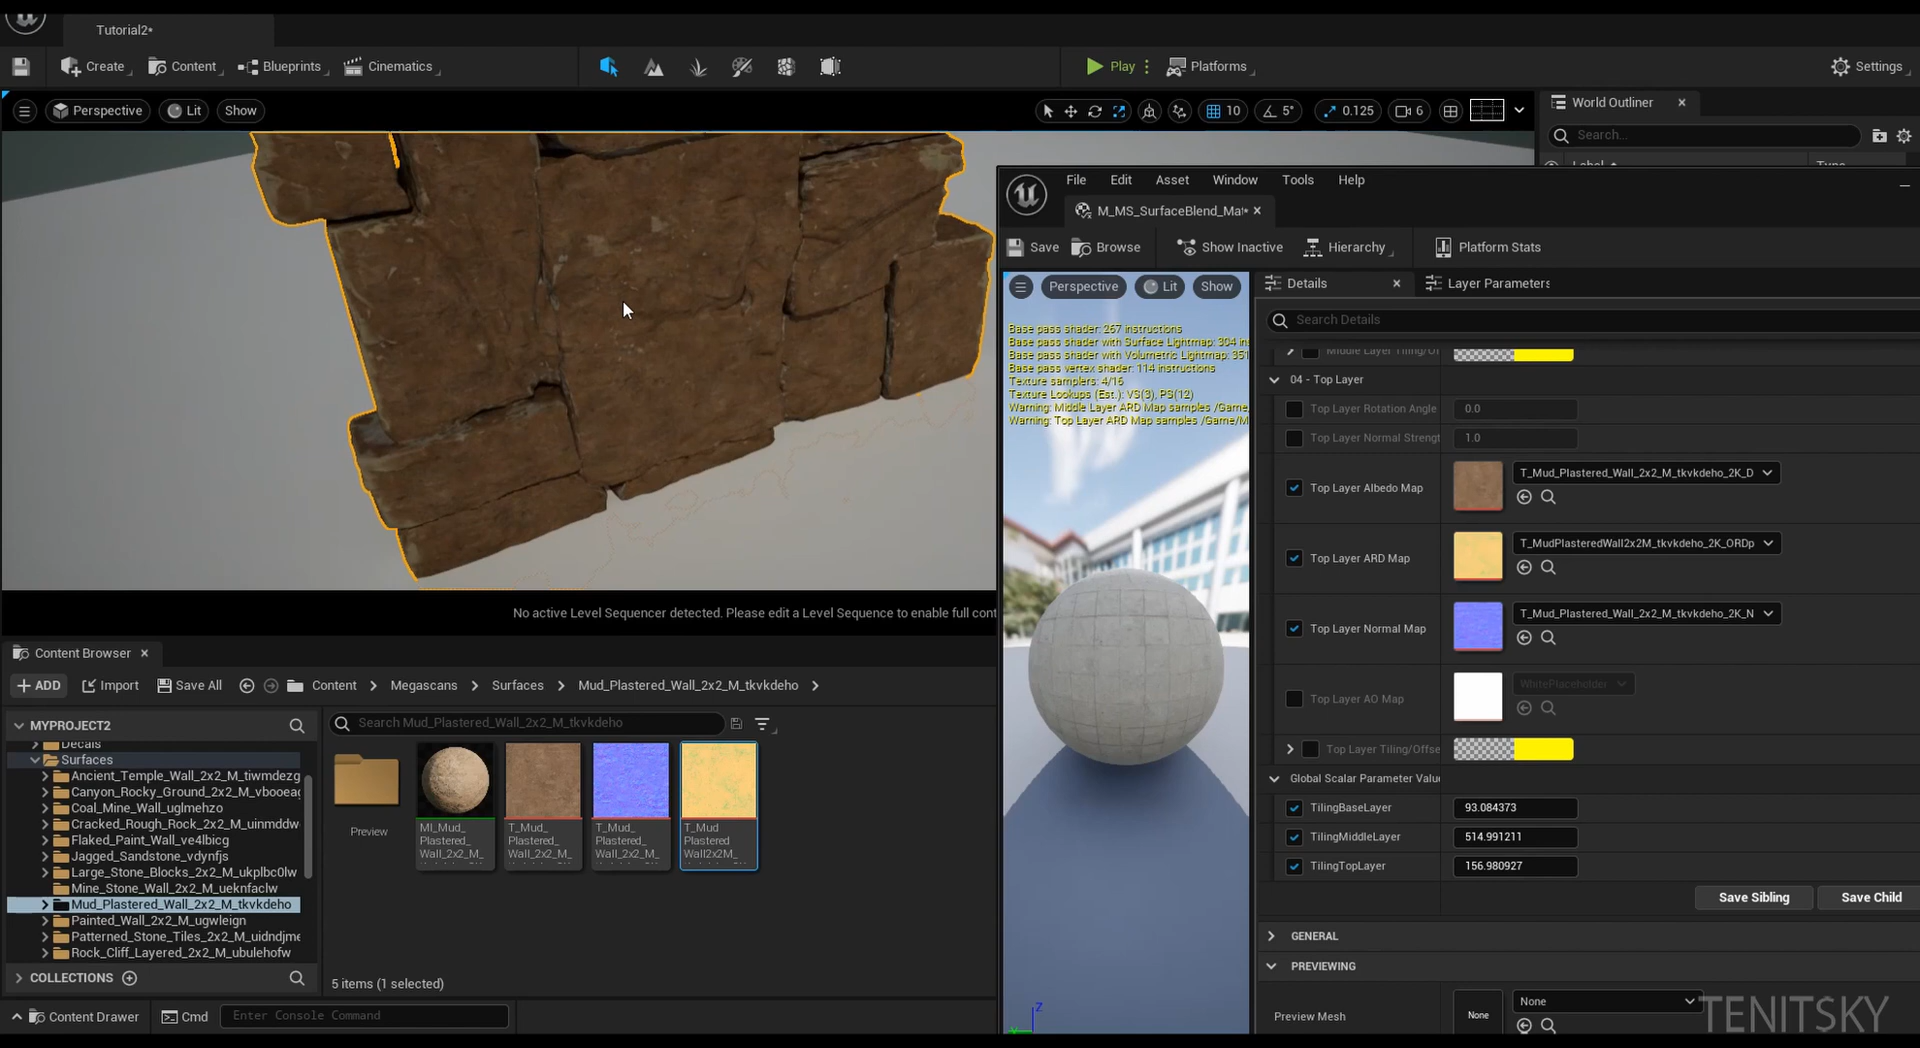 Tutorial2*
Create
Content
Blueprints
Cinematics
Play
Platforms
Settings
Perspective
Lit
Show
10
5°
0.125
6
World Outliner
Search...
Label
Type
File Edit Asset Window Tools Help
M_MS_SurfaceBlend_Mat*
Save
Browse
Show Inactive
Hierarchy
Platform Stats
Perspective
Lit
Show
Base pass shader: 267 instructions
Base pass shader with Surface Lightmap: 304 in
Base pass shader with Volumetric Lightmap: 351
Base pass vertex shader: 114 instructions
Texture samplers: 4/16
Texture Lookups (Est.): VS(3), PS(12)
Warning: Middle Layer ARD Map samples /Game
Warning: Top Layer ARD Map samples /Game/M
Details
Layer Parameters
Search Details
Middle Layer Tiling/Of
04 - Top Layer
Top Layer Rotation Angle
0.0
Top Layer Normal Strengt
1.0
Top Layer Albedo Map
T_Mud_Plastered_Wall_2x2_M_tkvkdeho_2K_D
Top Layer ARD Map
T_MudPlasteredWall2x2M_tkvkdeho_2K_ORDp
Top Layer Normal Map
T_Mud_Plastered_Wall_2x2_M_tkvkdeho_2K_N
Top Layer AO Map
WhitePlaceholder
Top Layer Tiling/Offse
Global Scalar Parameter Valu
TilingBaseLayer
93.084373
TilingMiddleLayer
514.991211
TilingTopLayer
156.980927
Save Sibling
Save Child
GENERAL
PREVIEWING
Preview Mesh
None
None
TENITSKY
No active Level Sequencer detected. Please edit a Level Sequence to enable full cont
Content Browser
ADD
Import
Save All
Content
Megascans
Surfaces
Mud_Plastered_Wall_2x2_M_tkvkdeho
MYPROJECT2
Search Mud_Plastered_Wall_2x2_M_tkvkdeho
Decals
Surfaces
Ancient_Temple_Wall_2x2_M_tiwmdezg
Canyon_Rocky_Ground_2x2_M_vbooeag
Coal_Mine_Wall_uglmehzo
Cracked_Rough_Rock_2x2_M_uinmddw
Flaked_Paint_Wall_ve4lbicg
Jagged_Sandstone_vdynfjs
Large_Stone_Blocks_2x2_M_ukplbc0lw
Mine_Stone_Wall_2x2_M_ueknfaclw
Mud_Plastered_Wall_2x2_M_tkvkdeho
Painted_Wall_2x2_M_ugwleign
Patterned_Stone_Tiles_2x2_M_uidndjme
Rock_Cliff_Layered_2x2_M_ubulehofw
Preview
MI_Mud_
Plastered_
Wall_2x2_M_
T_Mud_
Plastered_
Wall_2x2_M_
T_Mud_
Plastered_
Wall_2x2_M_
T_Mud
Plastered
Wall2x2M_
COLLECTIONS
5 items (1 selected)
Content Drawer
Cmd
Enter Console Command
Z